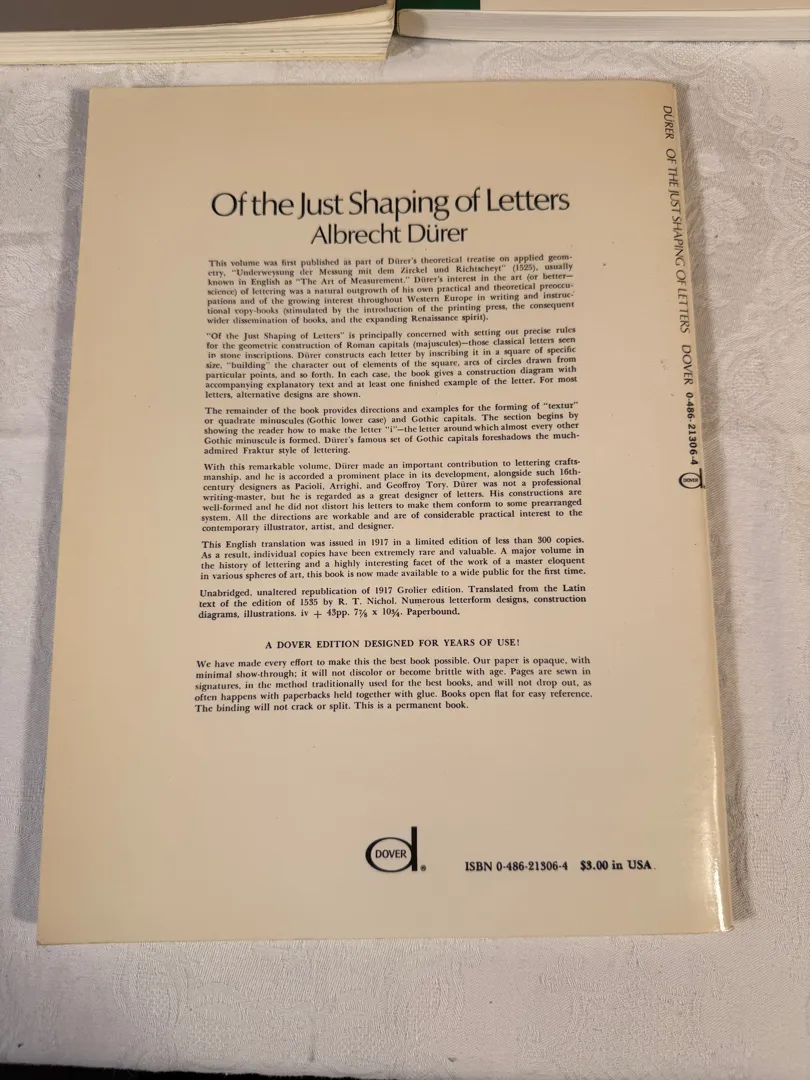 Of the Just Shaping of Letters
Albrecht Dürer
This volume was first published as part of Dürer's theoretical treatise on applied geom-
etry, "Underweysung der Messung mit dem Zirckel und Richtscheyt" (1525), usually
known in English as "The Art of Measurement." Dürer's interest in the art (or better—
science) of lettering was a natural outgrowth of his own practical and theoretical preoccu-
pations and of the growing interest throughout Western Europe in writing and instruc-
tional copy-books (stimulated by the introduction of the printing press, the consequent
wider dissemination of books, and the expanding Renaissance spirit).
"Of the Just Shaping of Letters" is principally concerned with setting out precise rules
for the geometric construction of Roman capitals (majuscules)—those classical letters seen
in stone inscriptions. Dürer constructs each letter by inscribing it in a square of specific
size, "building" the character out of elements of the square, arcs of circles drawn from
particular points, and so forth. In each case, the book gives a construction diagram with
accompanying explanatory text and at least one finished example of the letter. For most
letters, alternative designs are shown.
The remainder of the book provides directions and examples for the forming of "textur"
or quadrate minuscules (Gothic lower case) and Gothic capitals. The section begins by
showing the reader how to make the letter "i"—the letter around which almost every other
Gothic minuscule is formed. Dürer's famous set of Gothic capitals foreshadows the much-
admired Fraktur style of lettering.
With this remarkable volume, Dürer made an important contribution to lettering crafts-
manship, and he is accorded a prominent place in its development, alongside such 16th-
century designers as Pacioli, Arrighi, and Geoffroy Tory. Dürer was not a professional
writing-master, but he is regarded as a great designer of letters. His constructions are
well-formed and he did not distort his letters to make them conform to some prearranged
system. All the directions are workable and are of considerable practical interest to the
contemporary illustrator, artist, and designer.
This English translation was issued in 1917 in a limited edition of less than 300 copies.
As a result, individual copies have been extremely rare and valuable. A major volume in
the history of lettering and a highly interesting facet of the work of a master eloquent
in various spheres of art, this book is now made available to a wide public for the first time.
Unabridged, unaltered republication of 1917 Grolier edition. Translated from the Latin
text of the edition of 1535 by R. T. Nichol. Numerous letterform designs, construction
diagrams, illustrations. iv + 43pp. 7⅞ x 10¾. Paperbound.
A DOVER EDITION DESIGNED FOR YEARS OF USE!
We have made every effort to make this the best book possible. Our paper is opaque, with
minimal show-through; it will not discolor or become brittle with age. Pages are sewn in
signatures, in the method traditionally used for the best books, and will not drop out, as
often happens with paperbacks held together with glue. Books open flat for easy reference.
The binding will not crack or split. This is a permanent book.
DOVER ®
ISBN 0-486-21306-4 $3.00 in USA
DÜRER OF THE JUST SHAPING OF LETTERS DOVER 0-486-21306-4
DOVER